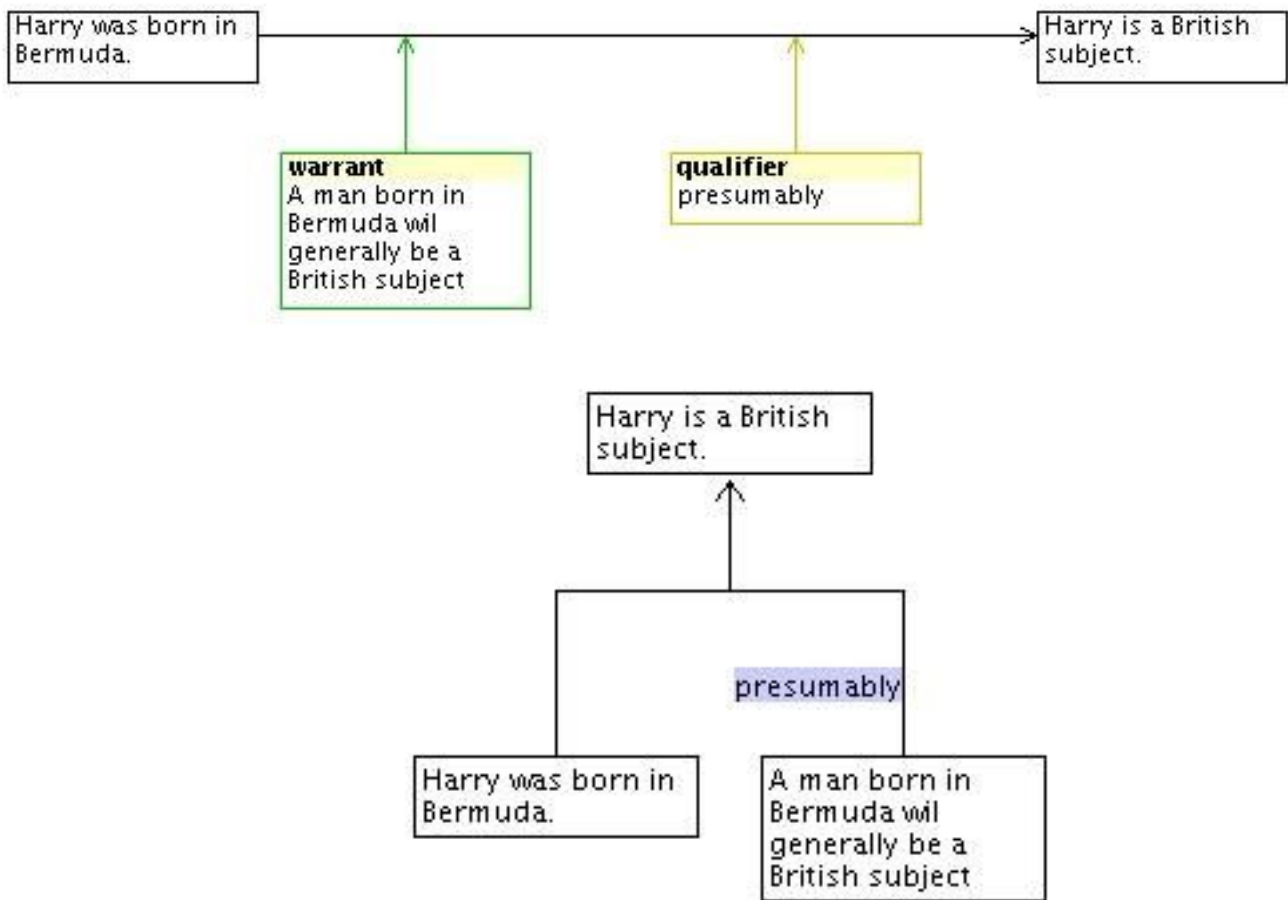 Harry was born in
Bermuda.
Harry is a British
subject.
warrant
A man born in
Bermuda wil
generally be a
British subject
qualifier
presumably
Harry is a British
subject.
presumably
Harry was born in
Bermuda.
A man born in
Bermuda wil
generally be a
British subject